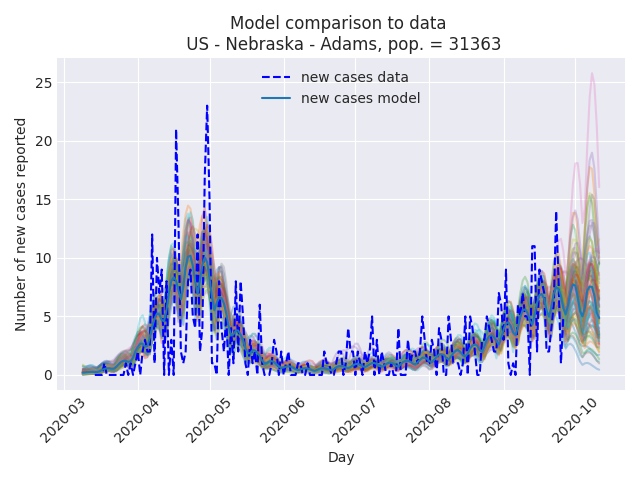 Model comparison to data
US - Nebraska - Adams, pop. = 31363
new cases data
new cases model
Number of new cases reported
25
20
15
10
5
0
2020-03
2020-04
2020-05
2020-06
2020-07
2020-08
2020-09
2020-10
Day